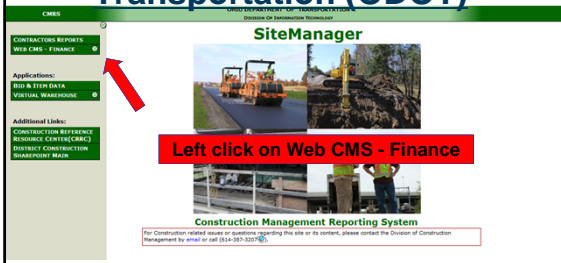 Transportation (ODOT)
CMRS
OHIO DEPARTMENT OF TRANSPORTATION
DIVISION OF INFORMATION TECHNOLOGY
SiteManager
CONTRACTORS REPORTS
WEB CMS - FINANCE
Applications:
BID & ITEM DATA
VIRTUAL WAREHOUSE
Additional Links:
CONSTRUCTION REFERENCE
RESOURCE CENTER(CRRC)
DISTRICT CONSTRUCTION
SHAREPOINT MAIN
Left click on Web CMS - Finance
Construction Management Reporting System
For Construction related issues or questions regarding this site or its content, please contact the Division of Construction
Management by email or call (614-387-3207).